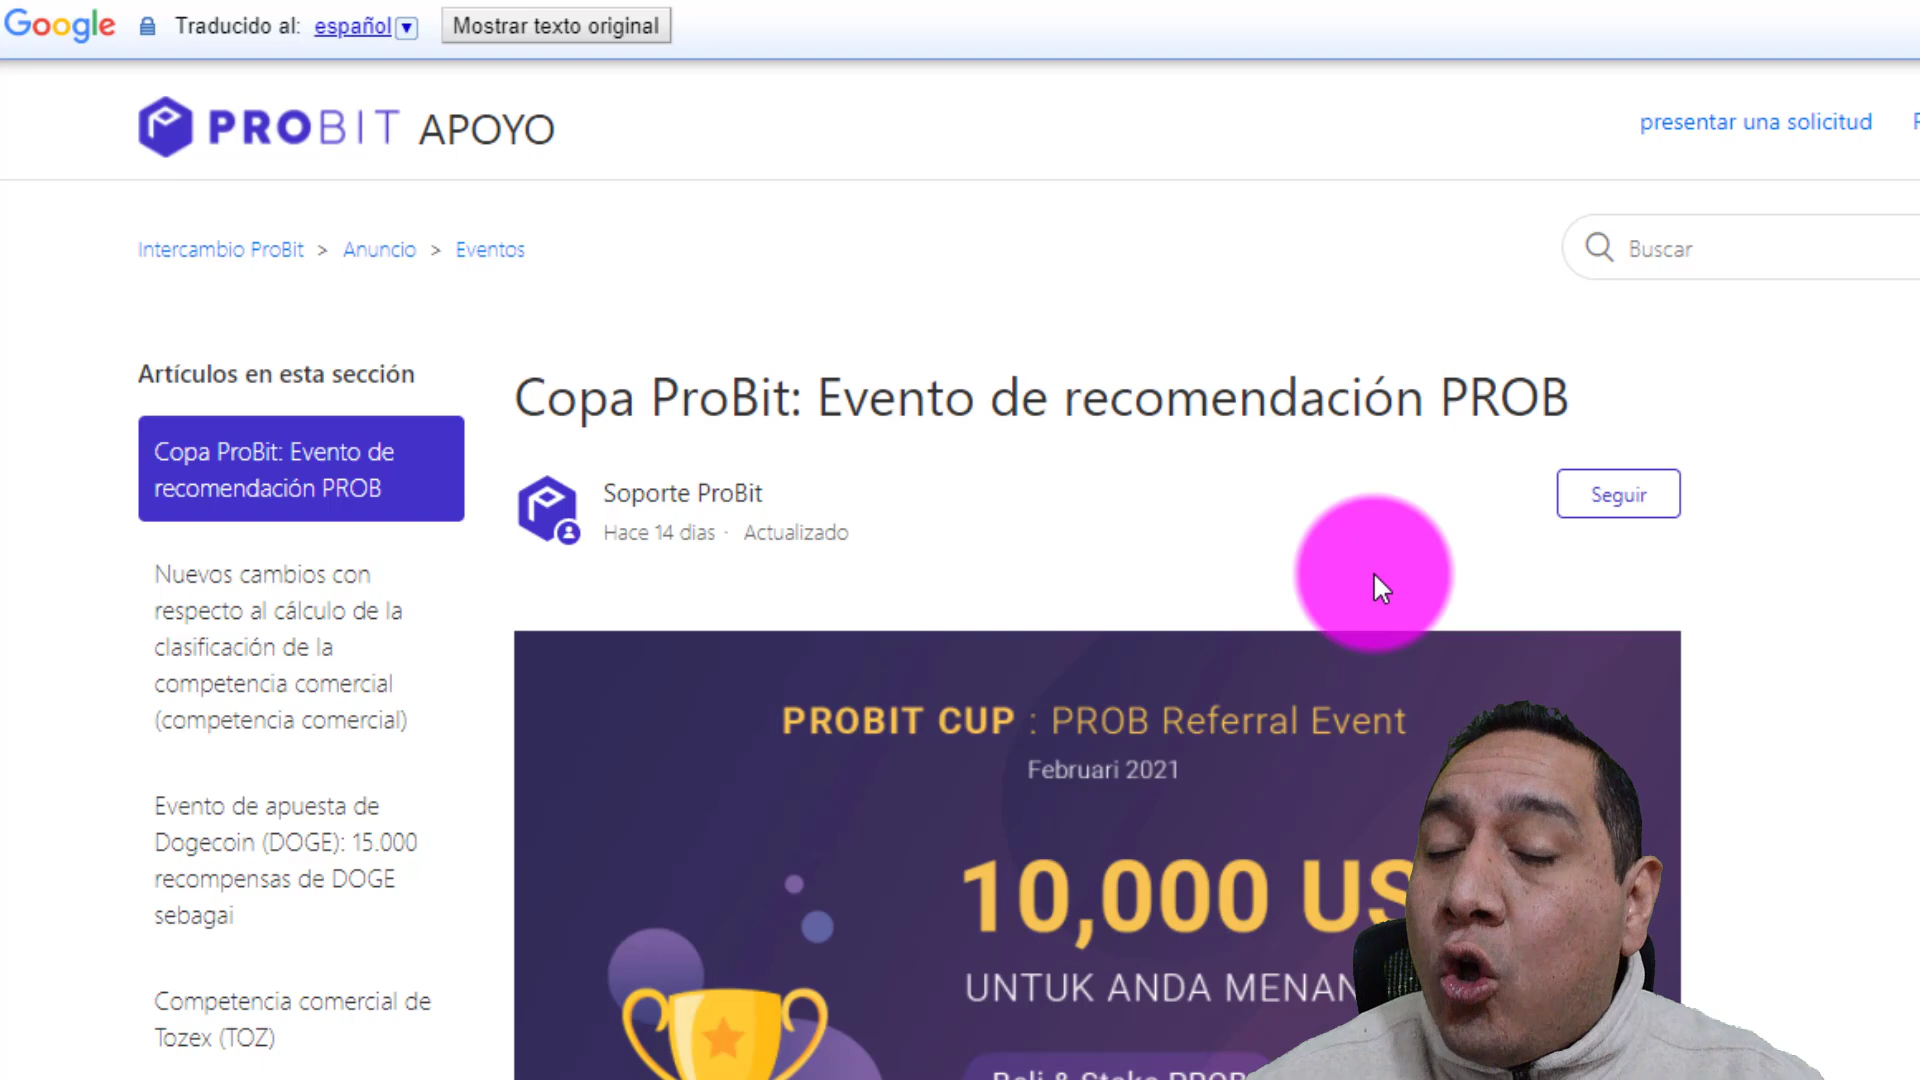 Google Traducido al: español Mostrar texto original
PROBIT APOYO
presentar una solicitud
Intercambio ProBit > Anuncio > Eventos
Buscar
Artículos en esta sección
Copa ProBit: Evento de recomendación PROB
Copa ProBit: Evento de
recomendación PROB
Soporte ProBit
Hace 14 dias · Actualizado
Seguir
Nuevos cambios con
respecto al cálculo de la
clasificación de la
competencia comercial
(competencia comercial)
Evento de apuesta de
Dogecoin (DOGE): 15.000
recompensas de DOGE
sebagai
Competencia comercial de
Tozex (TOZ)
PROBIT CUP : PROB Referral Event
Februari 2021
10,000 US
UNTUK ANDA MENAN
Beli & Stake PROB